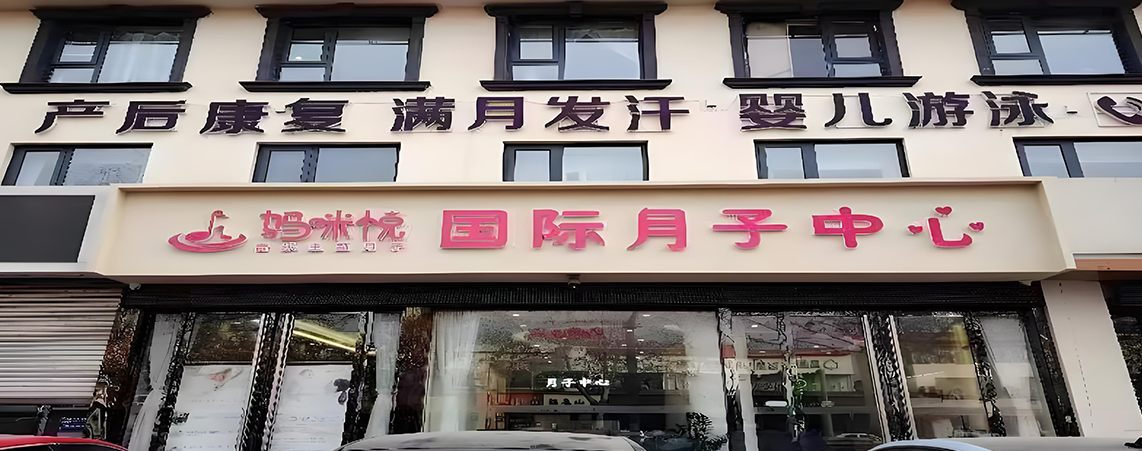 产后康复 满月发汗·婴儿游泳·
妈咪悦 国际月子中心
月子中心